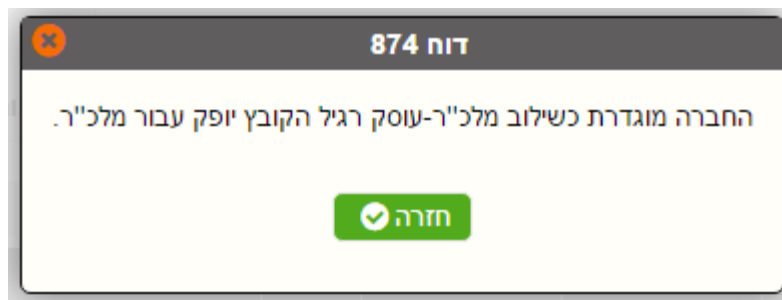 דוח 874
החברה מוגדרת כשילוב מלכ''ר-עוסק רגיל הקובץ יופק עבור מלכ''ר.
חזרה